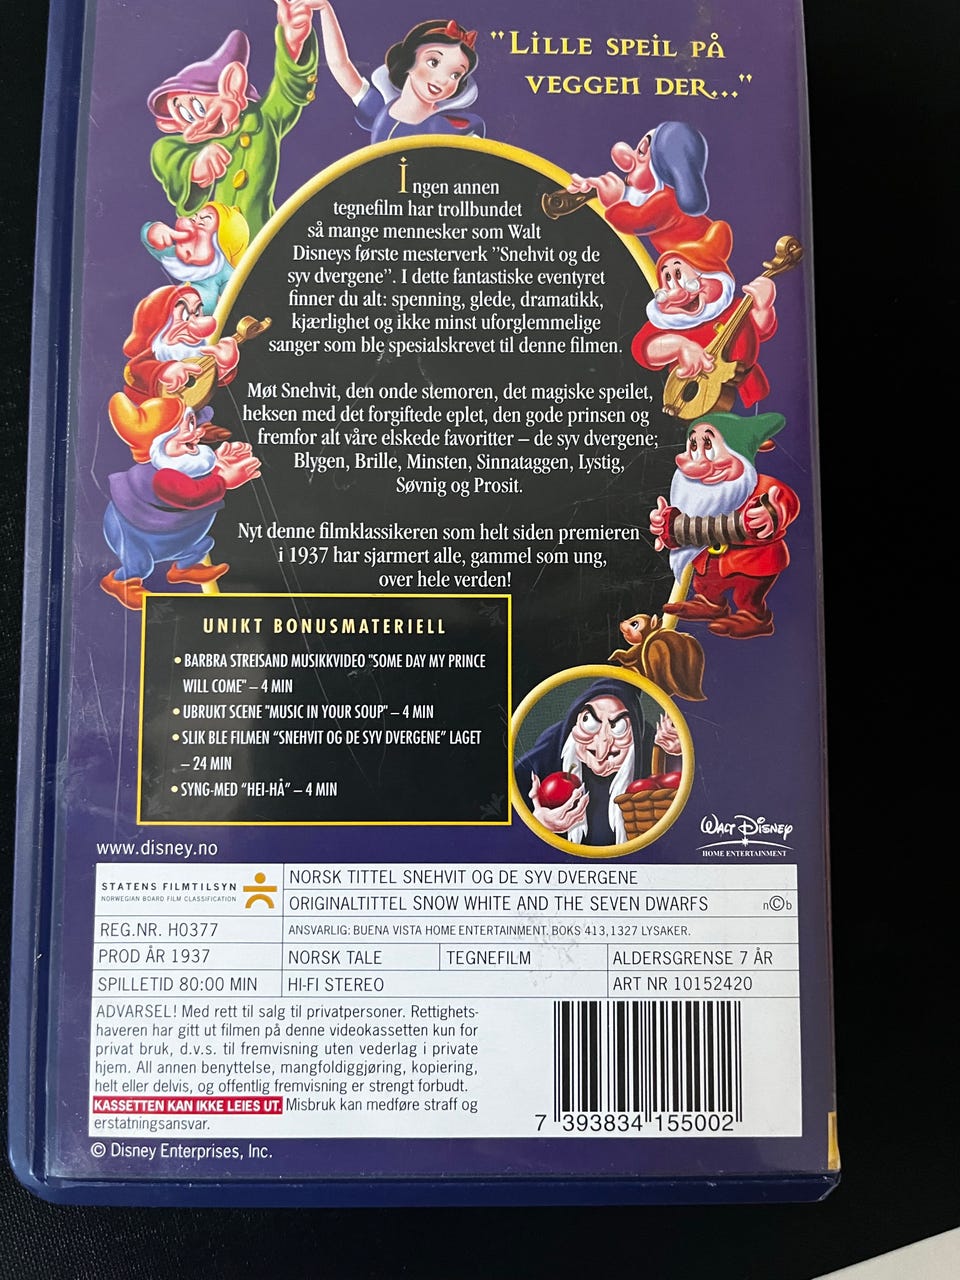 "LILLE SPEIL PÅ
VEGGEN DER..."
Ingen annen
tegnefilm har trollbundet
så mange mennesker som Walt
Disneys første mesterverk "Snehvit og de
syv dvergene". I dette fantastiske eventyret
finner du alt: spenning, glede, dramatikk,
kjærlighet og ikke minst uforglemmelige
sanger som ble spesialskrevet til denne filmen.
Møt Snehvit, den onde stemoren, det magiske speilet,
heksen med det forgiftede eplet, den gode prinsen og
fremfor alt våre elskede favoritter – de syv dvergene;
Blygen, Brille, Minsten, Sinnataggen, Lystig,
Søvnig og Prosit.
Nyt denne filmklassikeren som helt siden premieren
i 1937 har sjarmert alle, gammel som ung,
over hele verden!
UNIKT BONUSMATERIELL
• BARBRA STREISAND MUSIKKVIDEO "SOME DAY MY PRINCE
WILL COME" – 4 MIN
• UBRUKT SCENE "MUSIC IN YOUR SOUP" – 4 MIN
• SLIK BLE FILMEN "SNEHVIT OG DE SYV DVERGENE" LAGET
– 24 MIN
• SYNG-MED "HEI-HÅ" – 4 MIN
WALT DISNEY
HOME ENTERTAINMENT
www.disney.no
STATENS FILMTILSYN
NORWEGIAN BOARD FILM CLASSIFICATION
NORSK TITTEL SNEHVIT OG DE SYV DVERGENE
ORIGINALTITTEL SNOW WHITE AND THE SEVEN DWARFS n©b
REG.NR. H0377
ANSVARLIG: BUENA VISTA HOME ENTERTAINMENT. BOKS 413,1327 LYSAKER.
PROD ÅR 1937 NORSK TALE TEGNEFILM ALDERSGRENSE 7 ÅR
SPILLETID 80:00 MIN HI-FI STEREO ART NR 10152420
ADVARSEL! Med rett til salg til privatpersoner. Rettighets-
haveren har gitt ut filmen på denne videokassetten kun for
privat bruk, d.v.s. til fremvisning uten vederlag i private
hjem. All annen benyttelse, mangfoldiggjøring, kopiering,
helt eller delvis, og offentlig fremvisning er strengt forbudt.
KASSETTEN KAN IKKE LEIES UT. Misbruk kan medføre straff og
erstatningsansvar.
7 393834 155002
© Disney Enterprises, Inc.